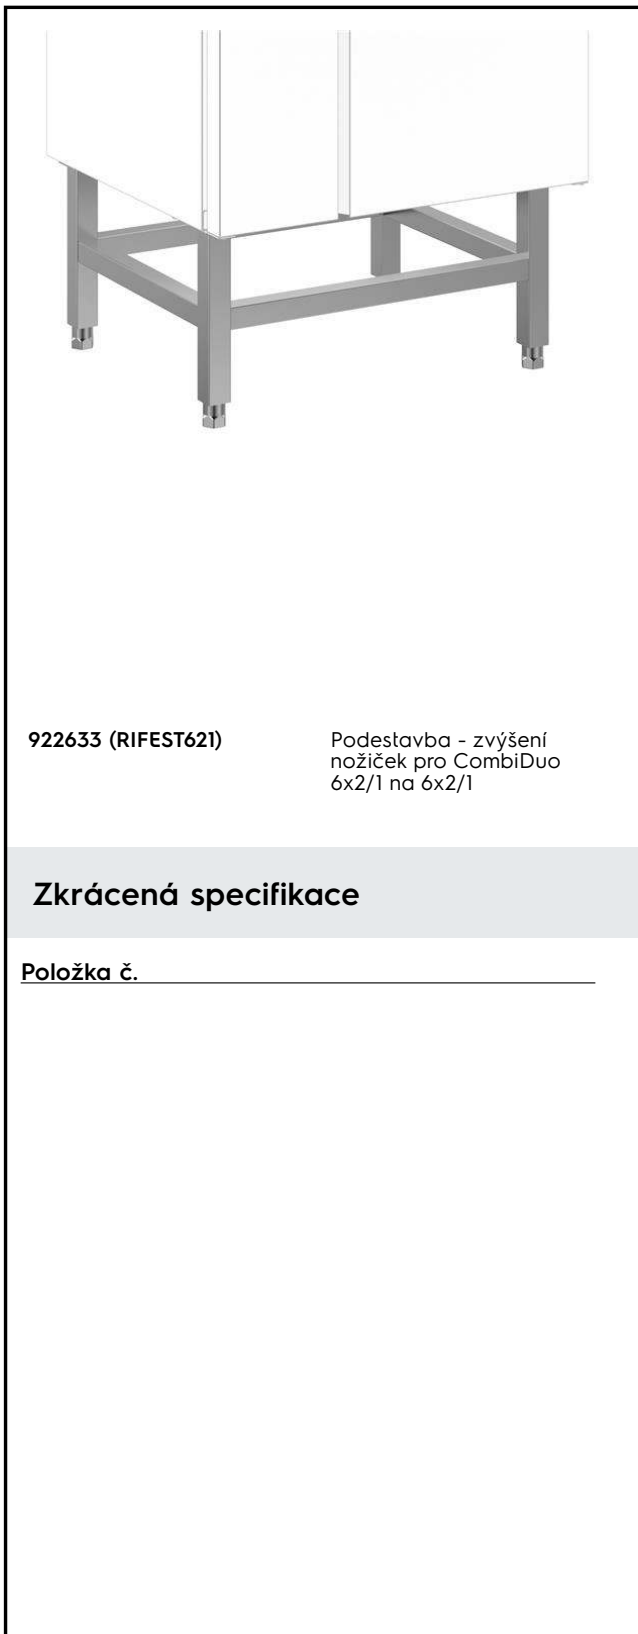 922633 (RIFEST621)
Podestavba - zvýšení
nožiček pro CombiDuo
6x2/1 na 6x2/1
Zkrácená specifikace
Položka č.